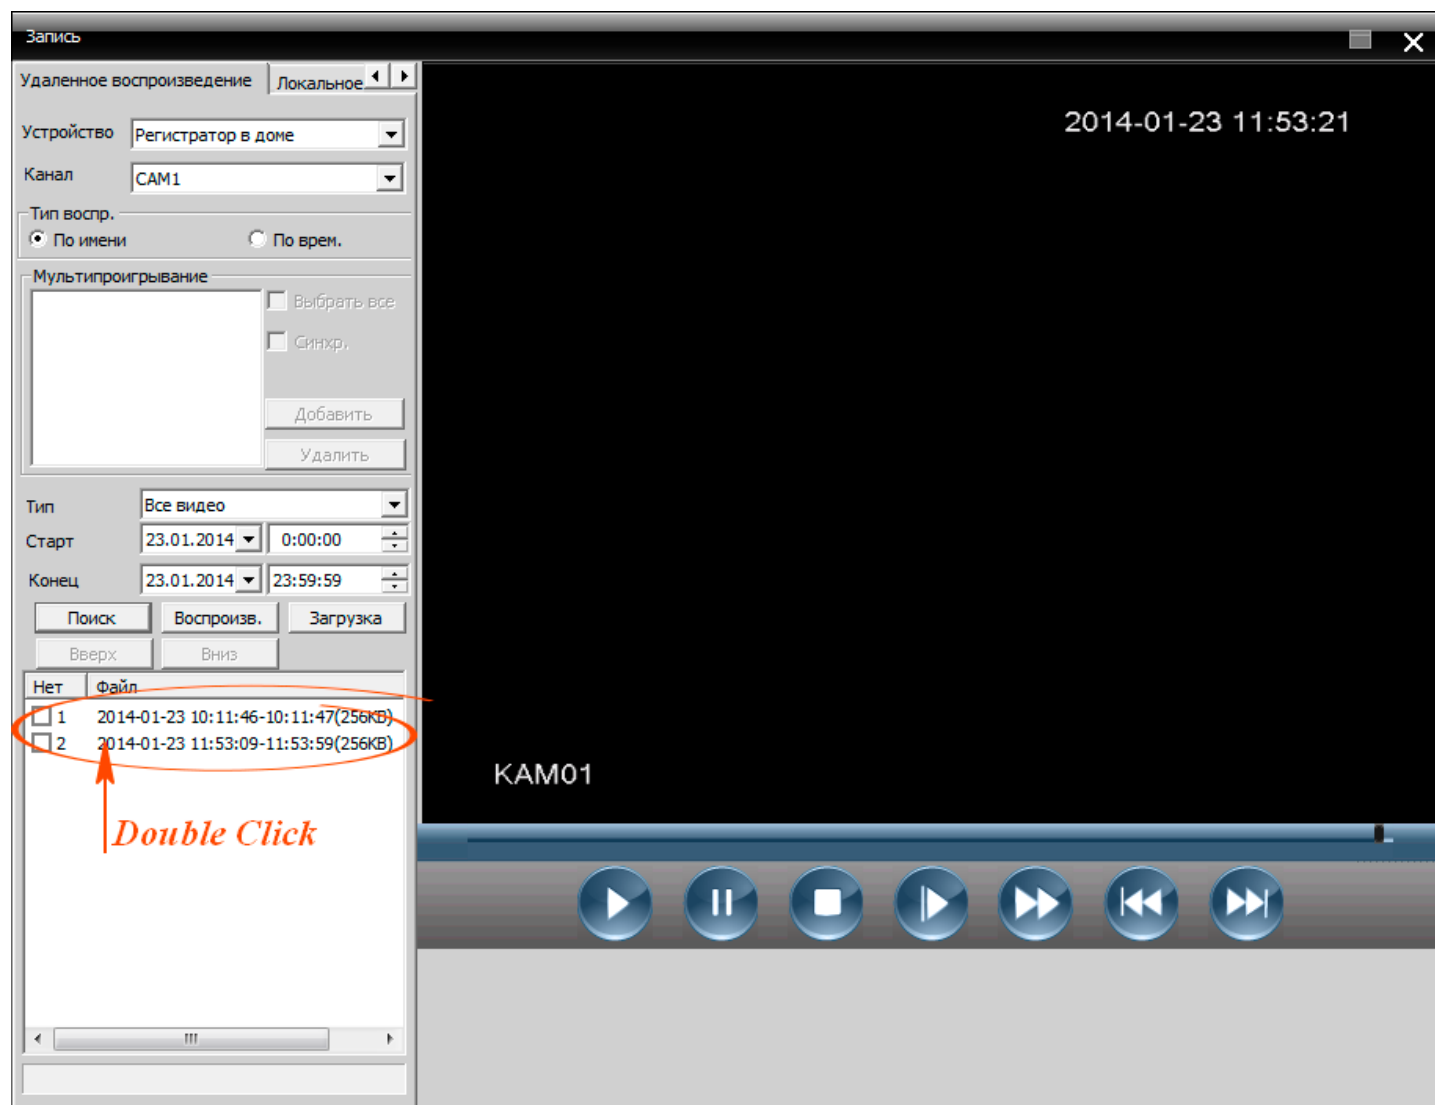 Запись
Удаленное воспроизведение Локальное
2014-01-23 11:53:21
Устройство Регистратор в доме
Канал CAM1
Тип воспр.
По имени По врем.
Мультипроигрывание
Выбрать все
Синхр.
Добавить
Удалить
Тип Все видео
Старт 23.01.2014 0:00:00
Конец 23.01.2014 23:59:59
Поиск Воспроизв. Загрузка
Вверх Вниз
Нет Файл
1 2014-01-23 10:11:46-10:11:47(256KB)
2 2014-01-23 11:53:09-11:53:59(256KB)
KAM01
Double Click